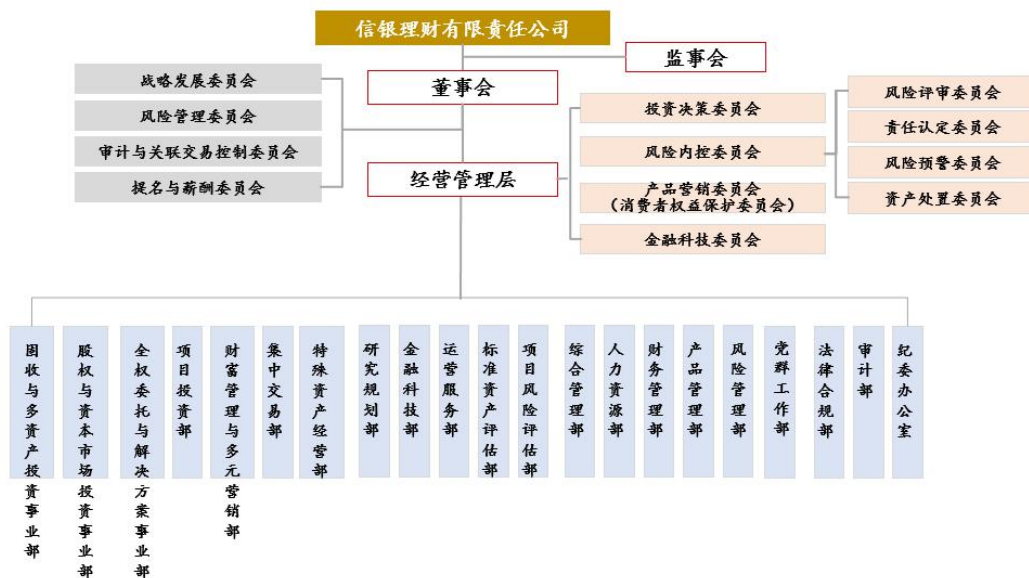 信银理财有限责任公司
监事会
董事会
战略发展委员会
风险管理委员会
审计与关联交易控制委员会
提名与薪酬委员会
经营管理层
投资决策委员会
风险内控委员会
产品营销委员会
（消费者权益保护委员会）
金融科技委员会
风险评审委员会
责任认定委员会
风险预警委员会
资产处置委员会
固收与多资产投资事业部
股权与资本市场投资事业部
全权委托与解决方案事业部
项目投资部
财富管理与多元营销部
集中交易部
特殊资产经营部
研究规划部
金融科技部
运营服务部
标准资产评估部
项目风险评估部
综合管理部
人力资源部
财务管理部
产品管理部
风险管理部
党群工作部
法律合规部
审计部
纪委办公室